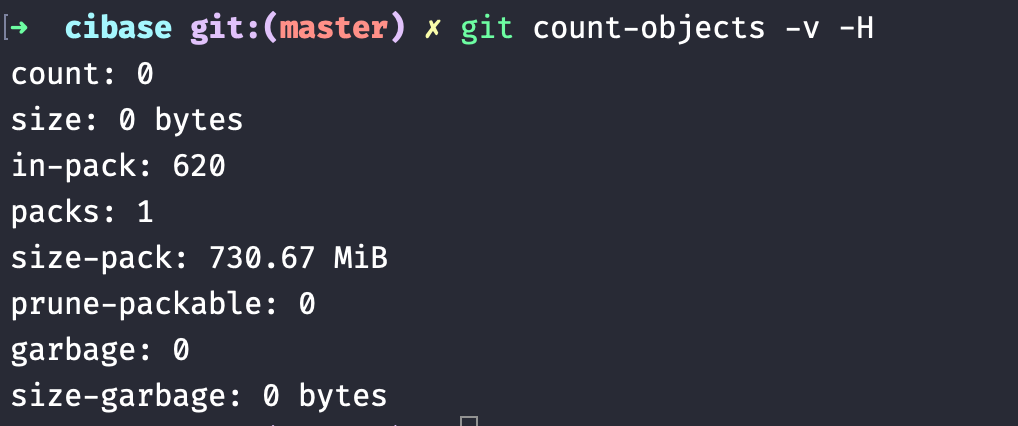 [➜  cibase git:(master) ✗ git count-objects -v -H
count: 0
size: 0 bytes
in-pack: 620
packs: 1
size-pack: 730.67 MiB
prune-packable: 0
garbage: 0
size-garbage: 0 bytes